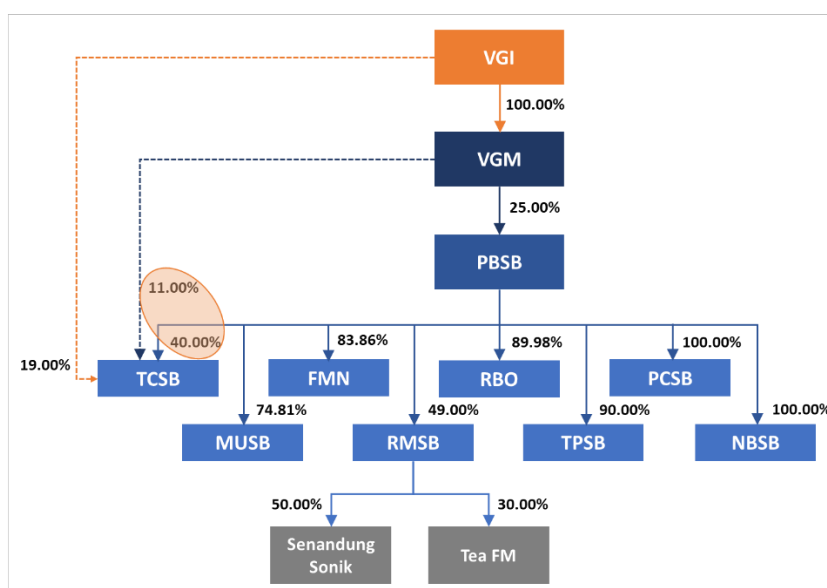 VGI
100.00%
VGM
25.00%
PBSB
11.00%
40.00%
83.86%
89.98%
100.00%
19.00%
TCSB
FMN
RBO
PCSB
74.81%
49.00%
90.00%
100.00%
MUSB
RMSB
TPSB
NBSB
50.00%
30.00%
Senandung
Sonik
Tea FM